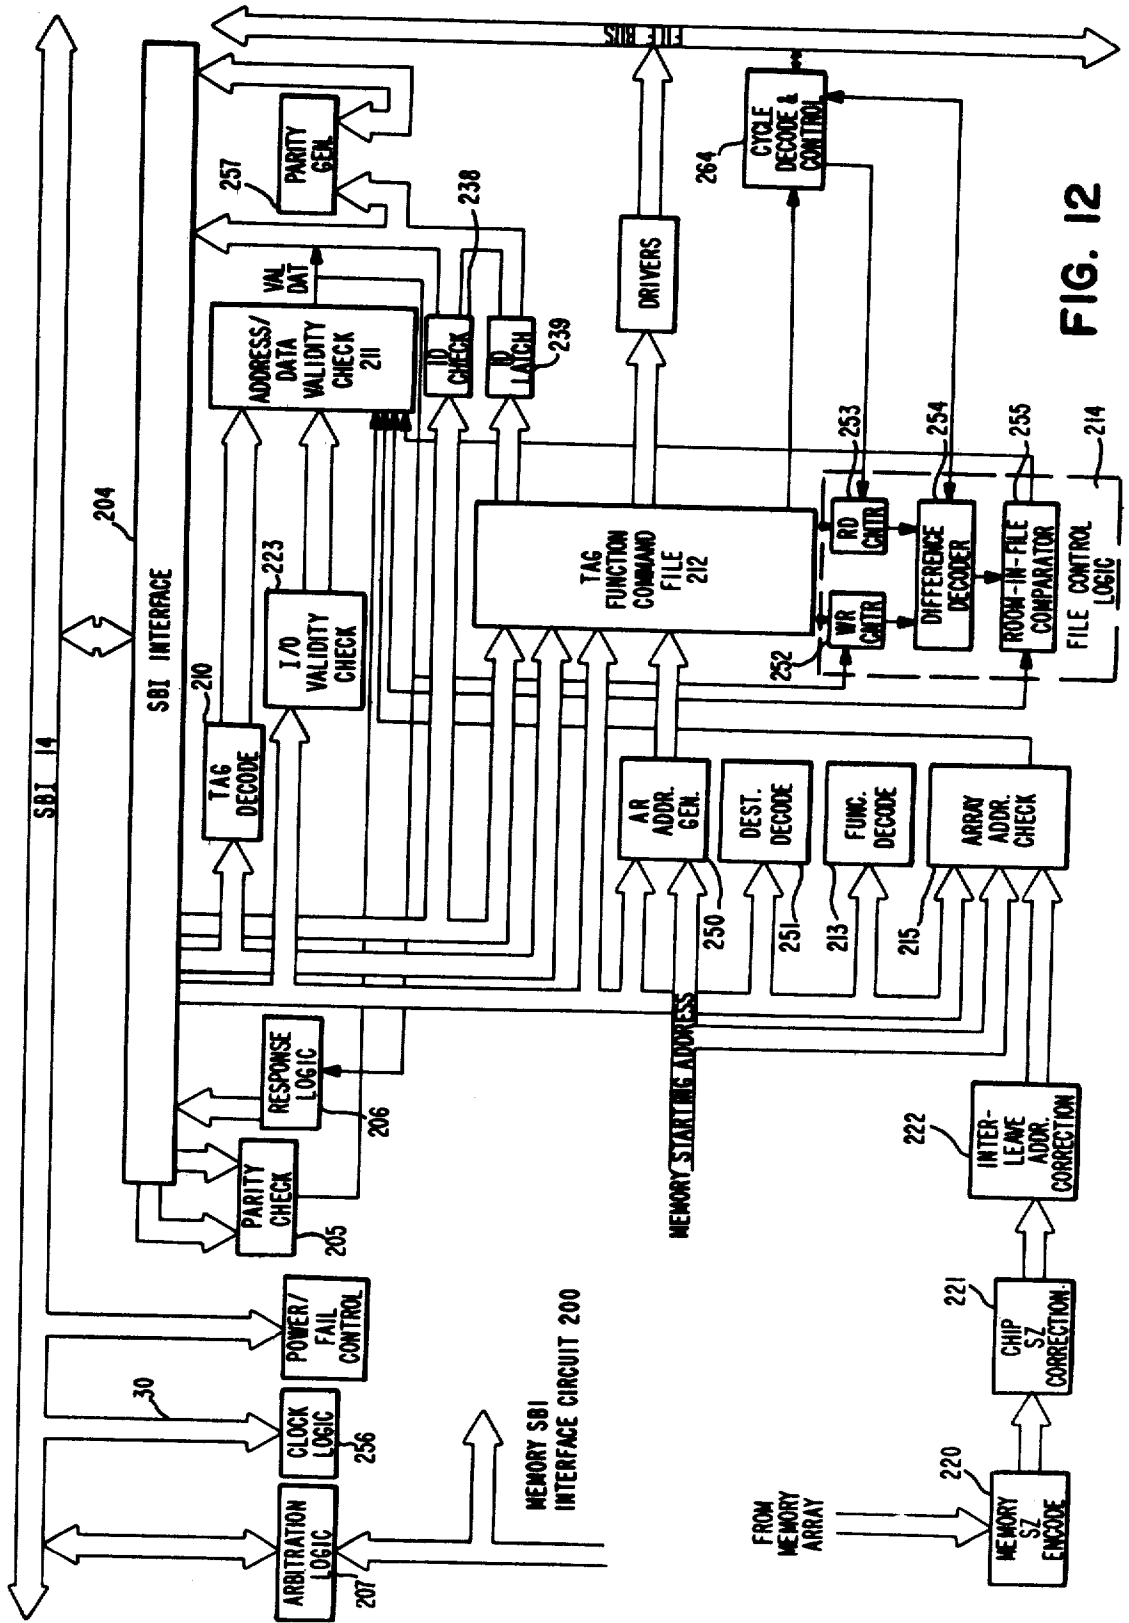 SBI 14
204
SBI INTERFACE
FILE BUS
257
PARITY
GEN.
238
VAL
DAT
ADDRESS/
DATA
VALIDITY
CHECK
211
ID
CHECK
ID
LATCH
239
210
TAG
DECODE
223
I/O
VALIDITY
CHECK
RESPONSE
LOGIC
206
PARITY
CHECK
205
POWER/
FAIL
CONTROL
30
CLOCK
LOGIC
256
ARBITRATION
LOGIC
207
MEMORY SBI
INTERFACE CIRCUIT 200
TAG
FUNCTION
COMMAND
FILE
212
DRIVERS
264
CYCLE
DECODE &
CONTROL
252
WR
CNTR
RD
CNTR
253
DIFFERENCE
DECODER
254
ROOM-IN-FILE
COMPARATOR
255
FILE CONTROL
LOGIC
214
MEMORY STARTING ADDRESS
AR
ADDR.
GEN.
250
DEST.
DECODE
251
FUNC.
DECODE
213
ARRAY
ADDR.
CHECK
215
222
INTER-
LEAVE
ADDR.
CORRECTION
221
CHIP
SZ
CORRECTION.
220
MEMORY
SZ
ENCODE
FROM
MEMORY
ARRAY
FIG. 12